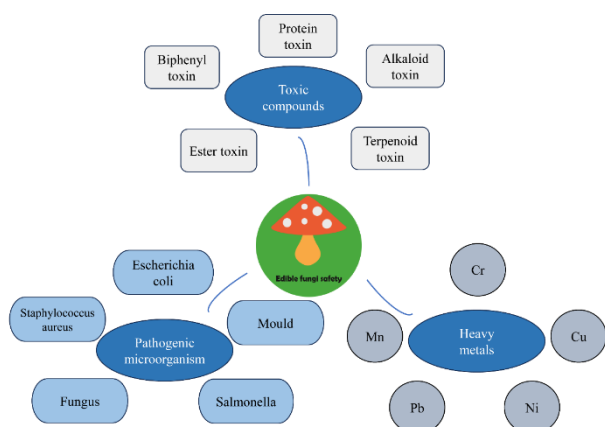 Protein
toxin
Biphenyl
toxin
Alkaloid
toxin
Toxic
compounds
Ester toxin
Terpenoid
toxin
Edible fungi safety
Escherichia
coli
Staphylococcus
aureus
Mould
Pathogenic
microorganism
Fungus
Salmonella
Cr
Mn
Heavy
metals
Cu
Pb
Ni